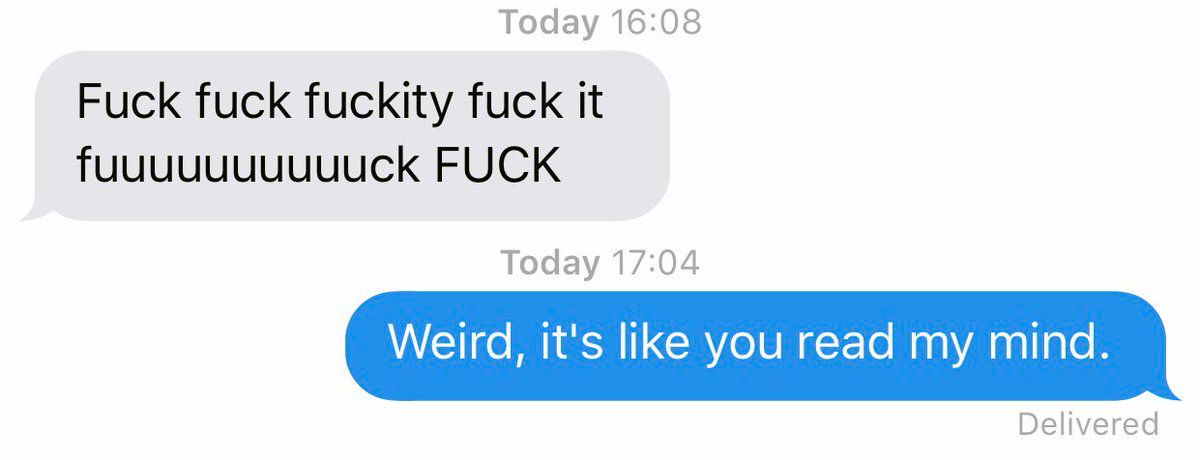 Today 16:08
Fuck fuck fuckity fuck it
fuuuuuuuuuuuck FUCK
Today 17:04
Weird, it's like you read my mind.
Delivered